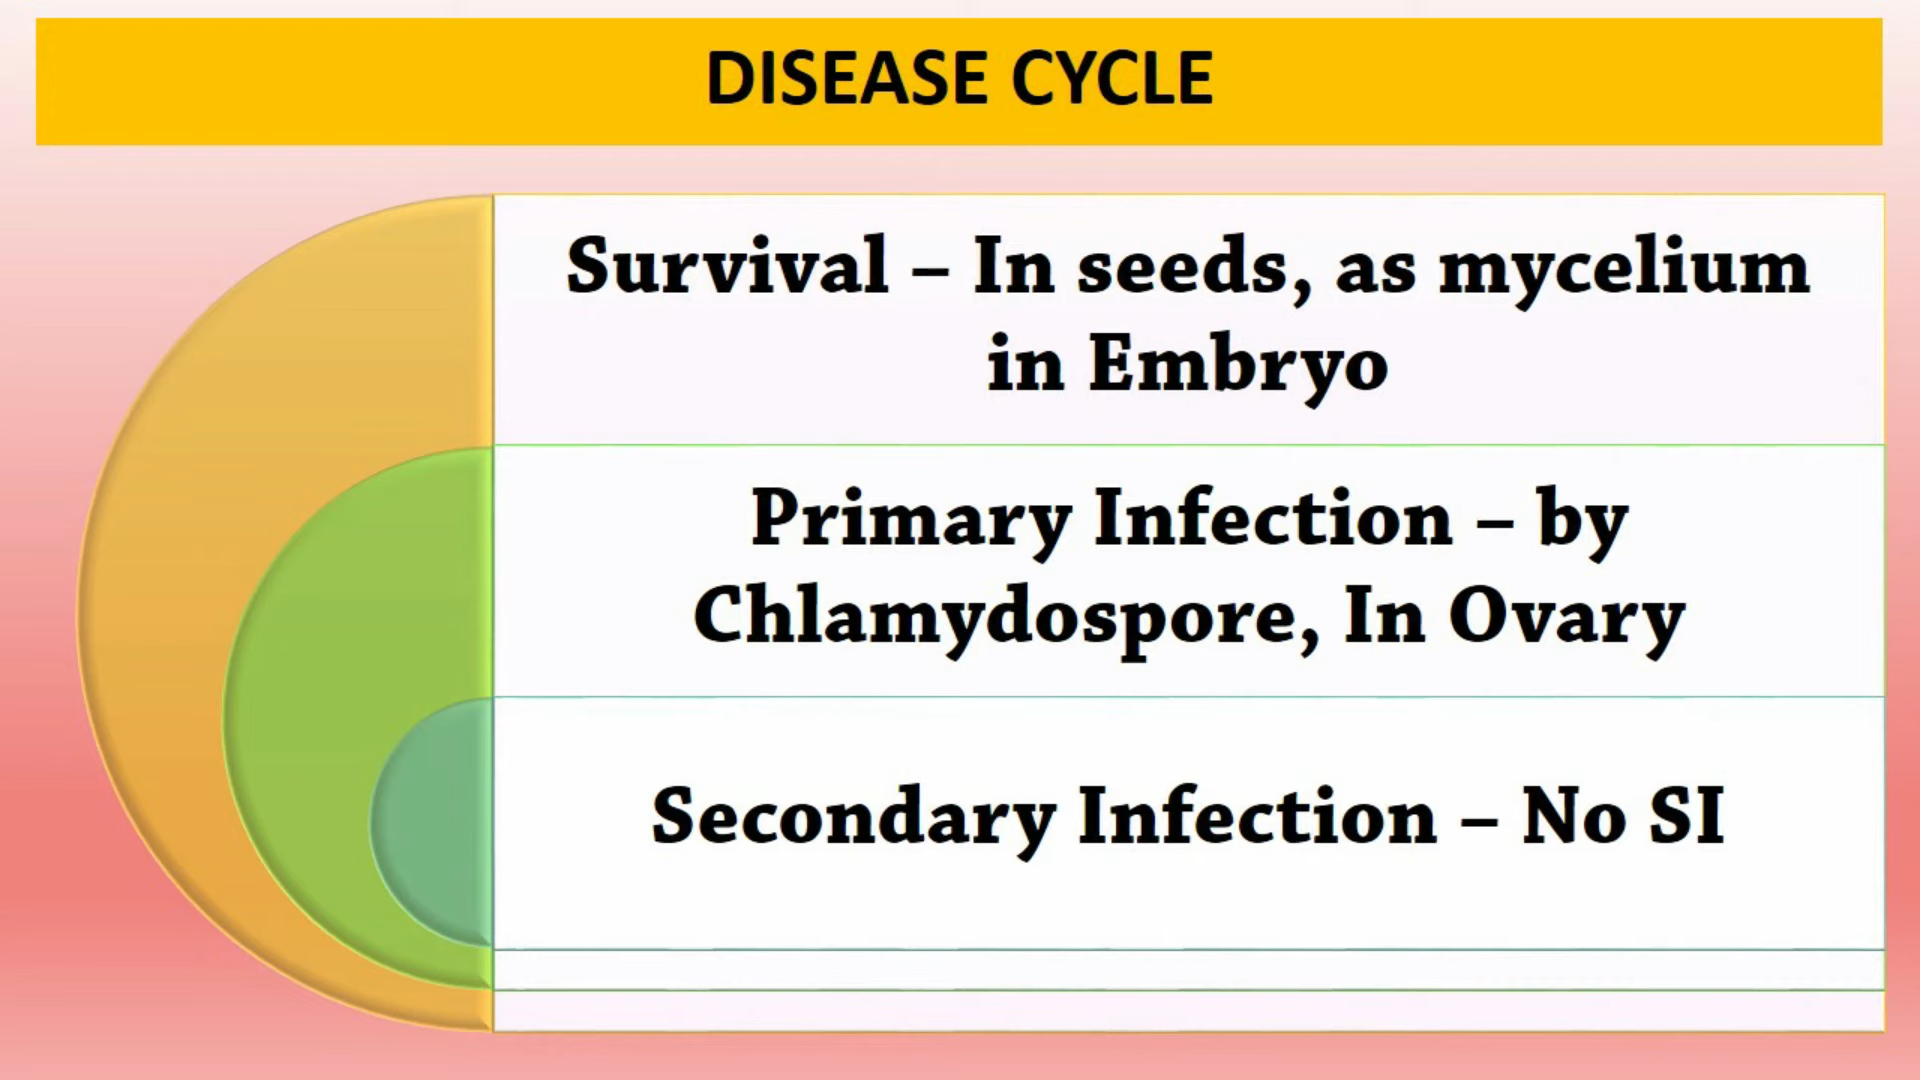 DISEASE CYCLE
Survival – In seeds, as mycelium
in Embryo
Primary Infection – by
Chlamydospore, In Ovary
Secondary Infection – No SI